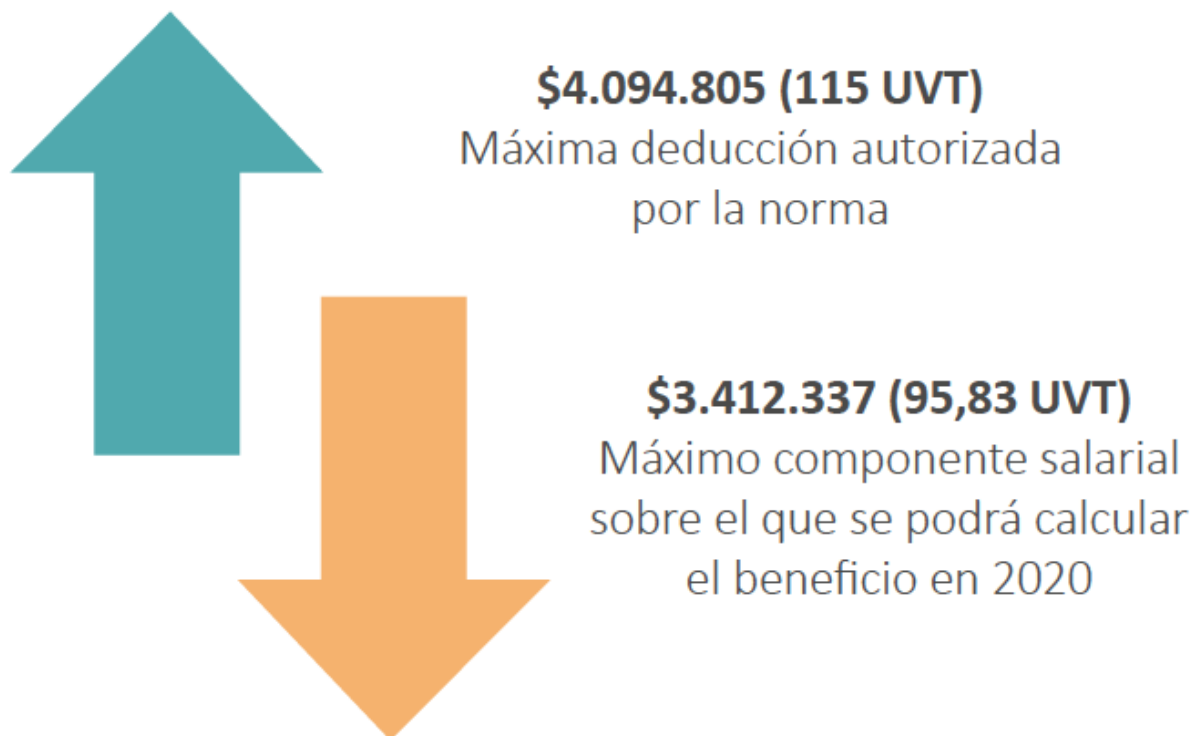 $4.094.805 (115 UVT)
Máxima deducción autorizada
por la norma
$3.412.337 (95,83 UVT)
Máximo componente salarial
sobre el que se podrá calcular
el beneficio en 2020